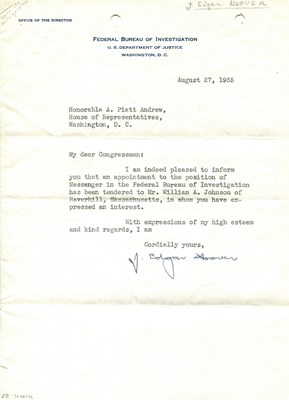 J. Edgar HOOVER
OFFICE OF THE DIRECTOR
FEDERAL BUREAU OF INVESTIGATION
U. S. DEPARTMENT OF JUSTICE
WASHINGTON, D. C.
August 27, 1935
Honorable A. Piatt Andrew,
House of Representatives,
Washington, D. C.
My dear Congressman:
I am indeed pleased to inform
you that an appointment to the position of
Messenger in the Federal Bureau of Investigation
has been tendered to Mr. William A. Johnson of
Haverhill, Massachusetts, in whom you have ex-
pressed an interest.
With expressions of my high esteem
and kind regards, I am
Cordially yours,
J. Edgar Hoover